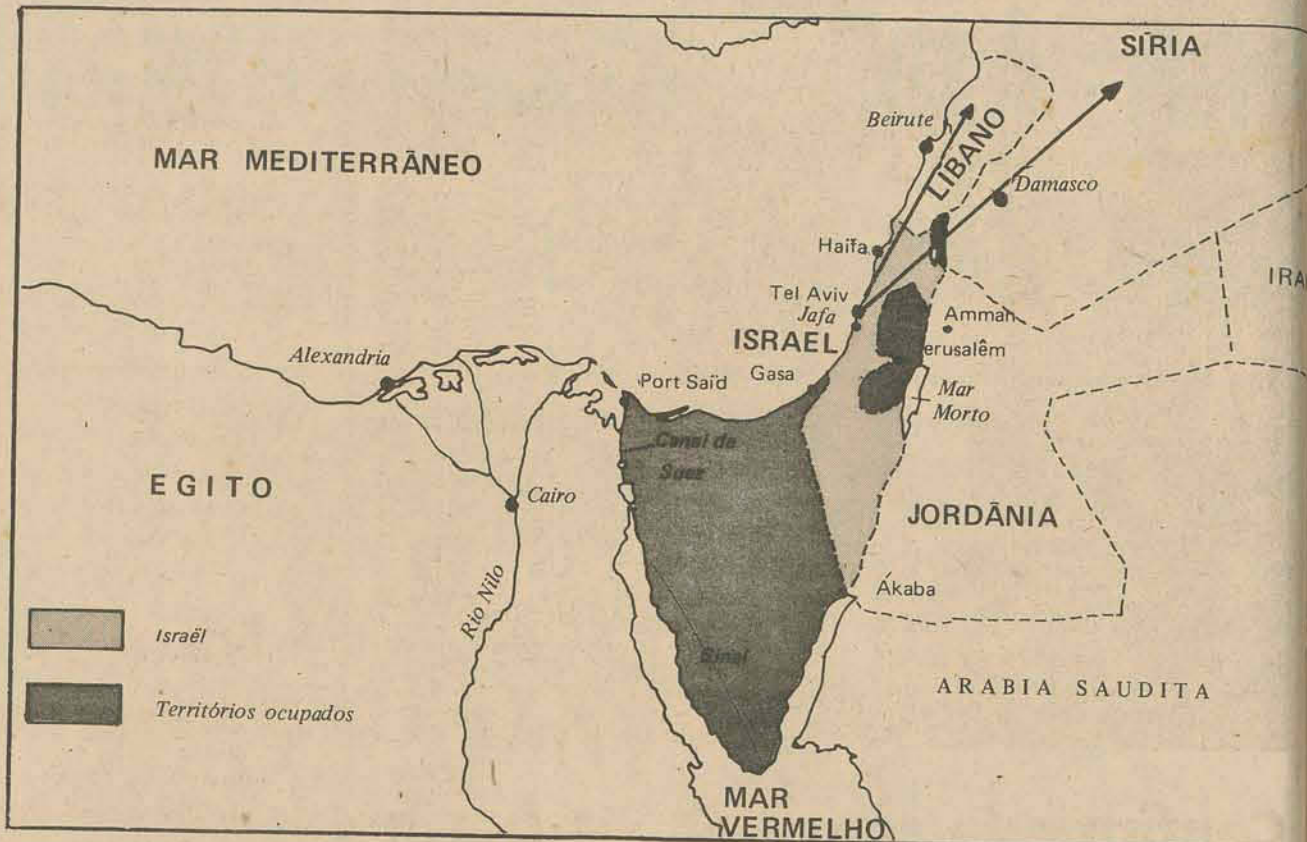 SÍRIA
Beirute
MAR MEDITERRÂNEO
LIBANO
Damasco
Haifa
IRA
Tel Aviv
Jafa
Amman
ISRAEL
erusalêm
Alexandria
Gasa
Port Saïd
Mar
Morto
Canal de
Suez
EGITO
Cairo
JORDÂNIA
Ákaba
Rio Nilo
Israël
Sinai
ARABIA SAUDITA
Territórios ocupados
MAR
VERMELHO